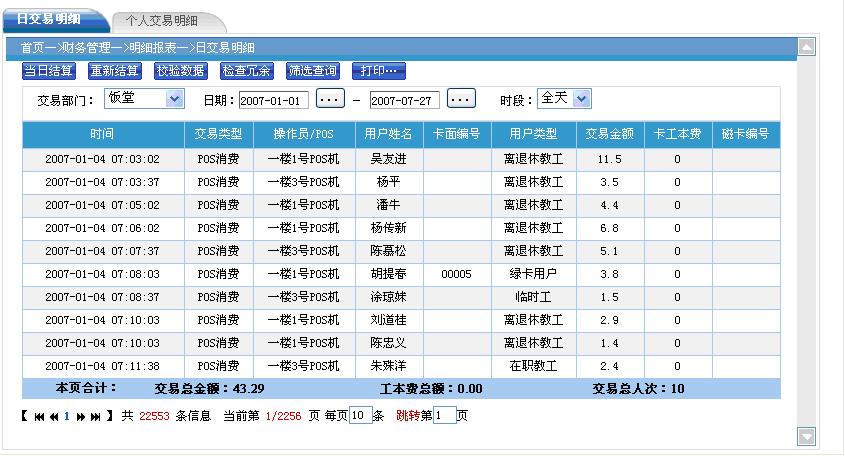 日交易明细 个人交易明细
首页—>财务管理—>明细报表—>日交易明细
当日结算 重新结算 校验数据 检查冗余 筛选查询 打印…
交易部门： 饭堂 日期： 2007-01-01 ... — 2007-07-27 ... 时段： 全天
时间 交易类型 操作员/POS 用户姓名 卡面编号 用户类型 交易金额 卡工本费 磁卡编号
2007-01-04 07:03:02 POS消费 一楼1号POS机 吴友进 离退休教工 11.5 0
2007-01-04 07:03:37 POS消费 一楼3号POS机 杨平 离退休教工 3.5 0
2007-01-04 07:05:02 POS消费 一楼1号POS机 潘牛 离退休教工 4.4 0
2007-01-04 07:06:02 POS消费 一楼1号POS机 杨传新 离退休教工 6.8 0
2007-01-04 07:07:37 POS消费 一楼3号POS机 陈慕松 离退休教工 5.1 0
2007-01-04 07:08:03 POS消费 一楼1号POS机 胡提春 00005 绿卡用户 3.8 0
2007-01-04 07:08:37 POS消费 一楼3号POS机 涂琼妹 临时工 1.5 0
2007-01-04 07:10:03 POS消费 一楼1号POS机 刘道桂 离退休教工 2.9 0
2007-01-04 07:10:03 POS消费 一楼3号POS机 陈忠义 离退休教工 1.4 0
2007-01-04 07:11:38 POS消费 一楼3号POS机 朱殊洋 在职教工 2.4 0
本页合计： 交易总金额：43.29 工本费总额：0.00 交易总人次：10
【 1 】 共 22553 条信息 当前第 1/2256 页 每页10条 跳转第1页